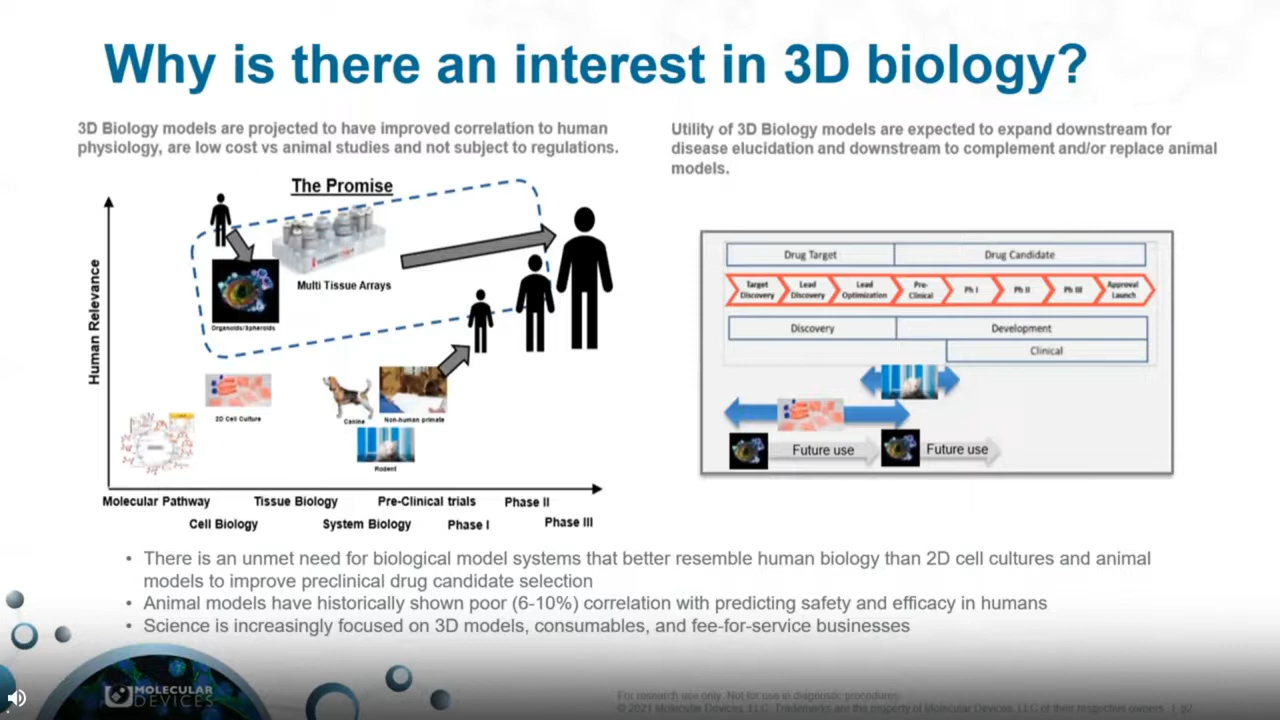 Why is there an interest in 3D biology?
3D Biology models are projected to have improved correlation to human
physiology, are low cost vs animal studies and not subject to regulations.
Utility of 3D Biology models are expected to expand downstream for
disease elucidation and downstream to complement and/or replace animal
models.
The Promise
Human Relevance
Multi Tissue Arrays
Organoids/Spheroids
2D Cell Culture
Canine
Non-human primate
Rodent
Molecular Pathway
Tissue Biology
Pre-Clinical trials
Phase II
Cell Biology
System Biology
Phase I
Phase III
Drug Target
Drug Candidate
Target
Discovery
Lead
Discovery
Lead
Optimization
Pre-
Clinical
Ph I
Ph II
Ph III
Approval
Launch
Discovery
Development
Clinical
Future use
Future use
• There is an unmet need for biological model systems that better resemble human biology than 2D cell cultures and animal
models to improve preclinical drug candidate selection
• Animal models have historically shown poor (6-10%) correlation with predicting safety and efficacy in humans
• Science is increasingly focused on 3D models, consumables, and fee-for-service businesses
MOLECULAR
DEVICES
For research use only. Not for use in diagnostic procedures.
© 2021 Molecular Devices, LLC. Trademarks are the property of Molecular Devices, LLC or their respective owners. | p2